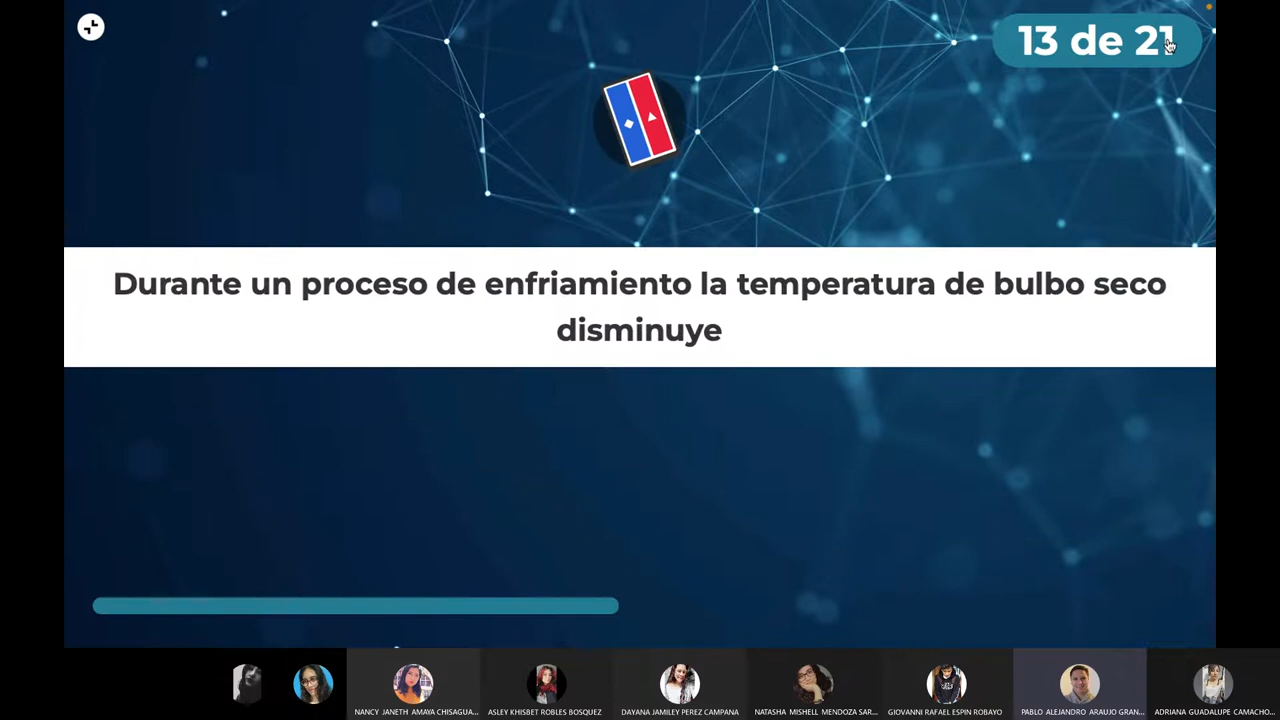 13 de 21
Durante un proceso de enfriamiento la temperatura de bulbo seco
disminuye
NANCY JANETH AMAYA CHISAGUA...
ASLEY KHISBET ROBLES BOSQUEZ
DAYANA JAMILEY PEREZ CAMPANA
NATASHA MISHELL MENDOZA SAR...
GIOVANNI RAFAEL ESPIN ROBAYO
PABLO ALEJANDRO ARAUJO GRAN...
ADRIANA GUADALUPE CAMACHO...